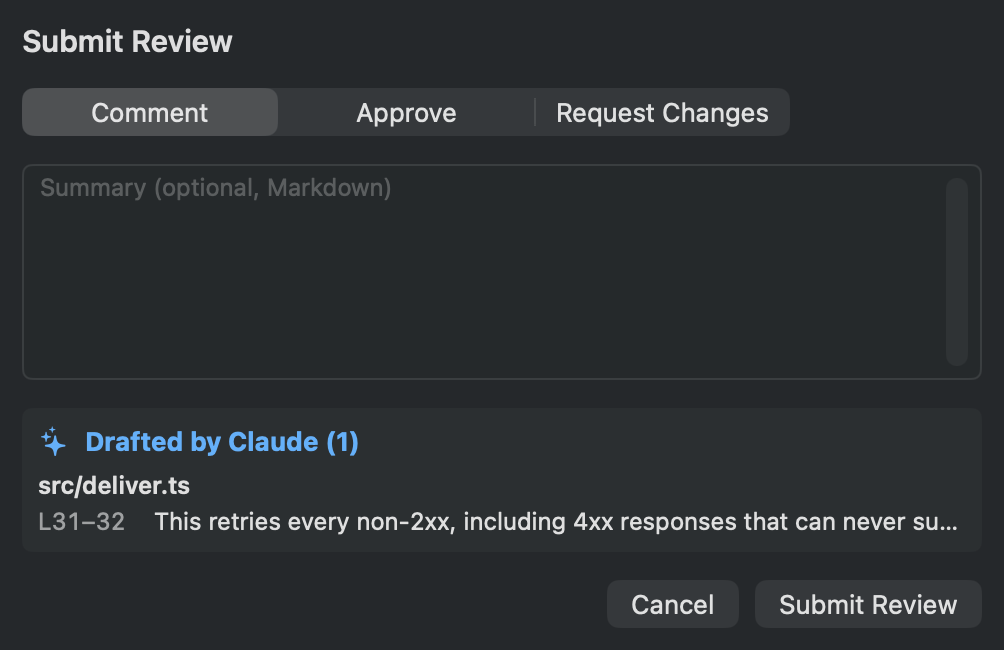 Submit Review
Comment
Approve
Request Changes
Summary (optional, Markdown)
Drafted by Claude (1)
src/deliver.ts
L31–32 This retries every non-2xx, including 4xx responses that can never su...
Cancel
Submit Review